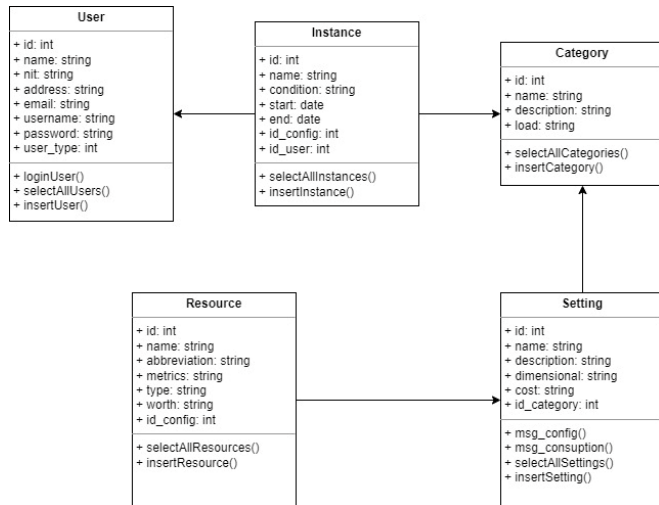 User
+ id: int
+ name: string
+ nit: string
+ address: string
+ email: string
+ username: string
+ password: string
+ user_type: int
+ loginUser()
+ selectAllUsers()
+ insertUser()
Instance
+ id: int
+ name: string
+ condition: string
+ start: date
+ end: date
+ id_config: int
+ id_user: int
+ selectAllInstances()
+ insertInstance()
Category
+ id: int
+ name: string
+ description: string
+ load: string
+ selectAllCategories()
+ insertCategory()
Resource
+ id: int
+ name: string
+ abbreviation: string
+ metrics: string
+ type: string
+ worth: string
+ id_config: int
+ selectAllResources()
+ insertResource()
Setting
+ id: int
+ name: string
+ description: string
+ dimensional: string
+ cost: string
+ id_category: int
+ msg_config()
+ msg_consuption()
+ selectAllSettings()
+ insertSetting()